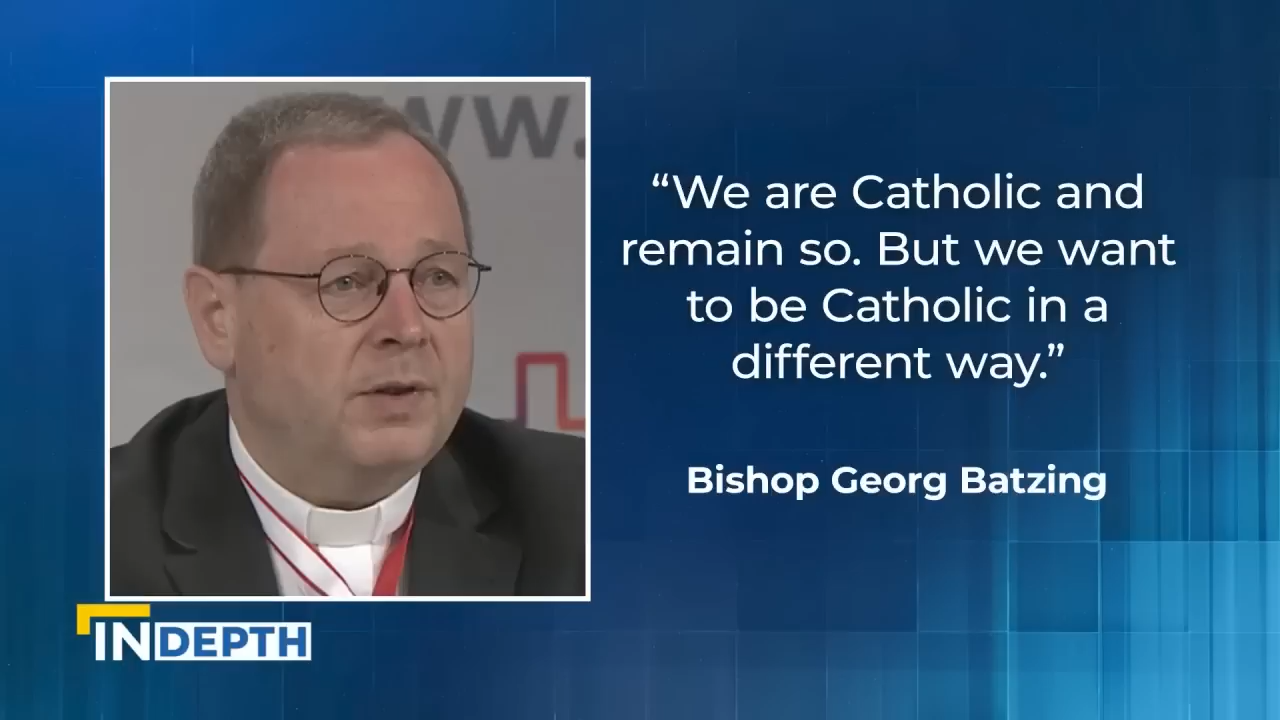 ww.
“We are Catholic and
remain so. But we want
to be Catholic in a
different way.”
Bishop Georg Batzing
INDEPTH